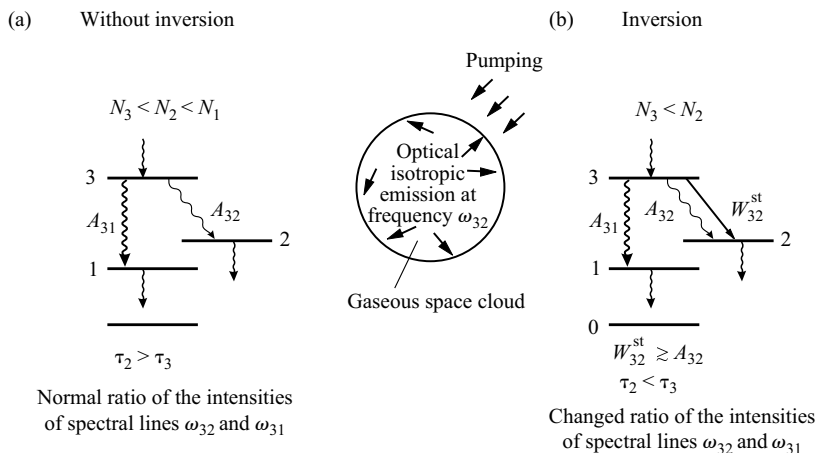 (a) Without inversion
N₃ < N₂ < N₁
3
A₃₁
A₃₂
2
1
τ₂ > τ₃
Normal ratio of the intensities
of spectral lines ω₃₂ and ω₃₁
Pumping
Optical
isotropic
emission at
frequency ω₃₂
Gaseous space cloud
(b) Inversion
N₃ < N₂
3
A₃₁
A₃₂
W₃₂ˢᵗ
2
1
0
W₃₂ˢᵗ ≳ A₃₂
τ₂ < τ₃
Changed ratio of the intensities
of spectral lines ω₃₂ and ω₃₁